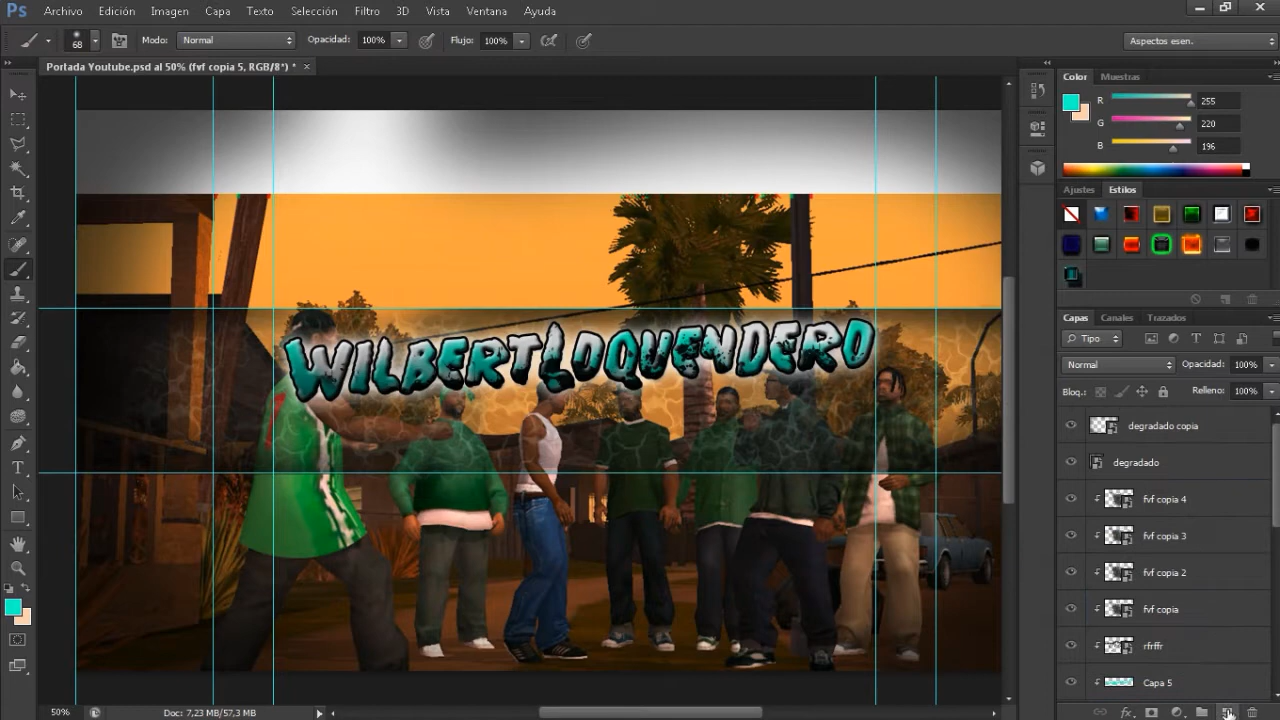 Ps Archivo Edición Imagen Capa Texto Selección Filtro 3D Vista Ventana Ayuda
68 Modo: Normal Opacidad: 100% Flujo: 100% Aspectos esen.
Portada Youtube.psd al 50% (fvf copia 5, RGB/8*) * ×
Color Muestras
R 255
G 220
B 196
Ajustes Estilos
WILBERTLOQUENDERO
Capas Canales Trazados
Tipo
Normal Opacidad: 100%
Bloq.: Relleno: 100%
degradado copia
degradado
fvf copia 4
fvf copia 3
fvf copia 2
fvf copia
rfrffr
Capa 5
50% Doc: 7,23 MB/57,3 MB
fx